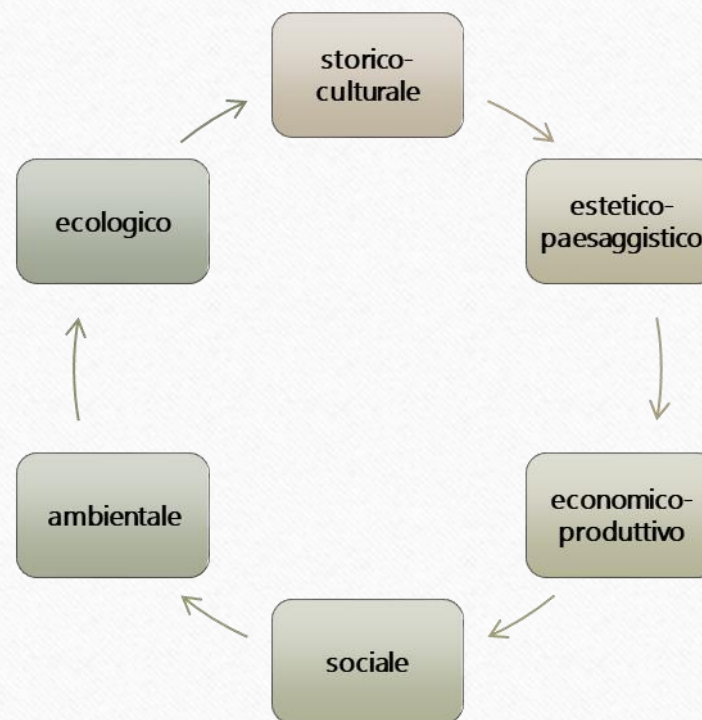 storico-
culturale
estetico-
paesaggistico
economico-
produttivo
sociale
ambientale
ecologico